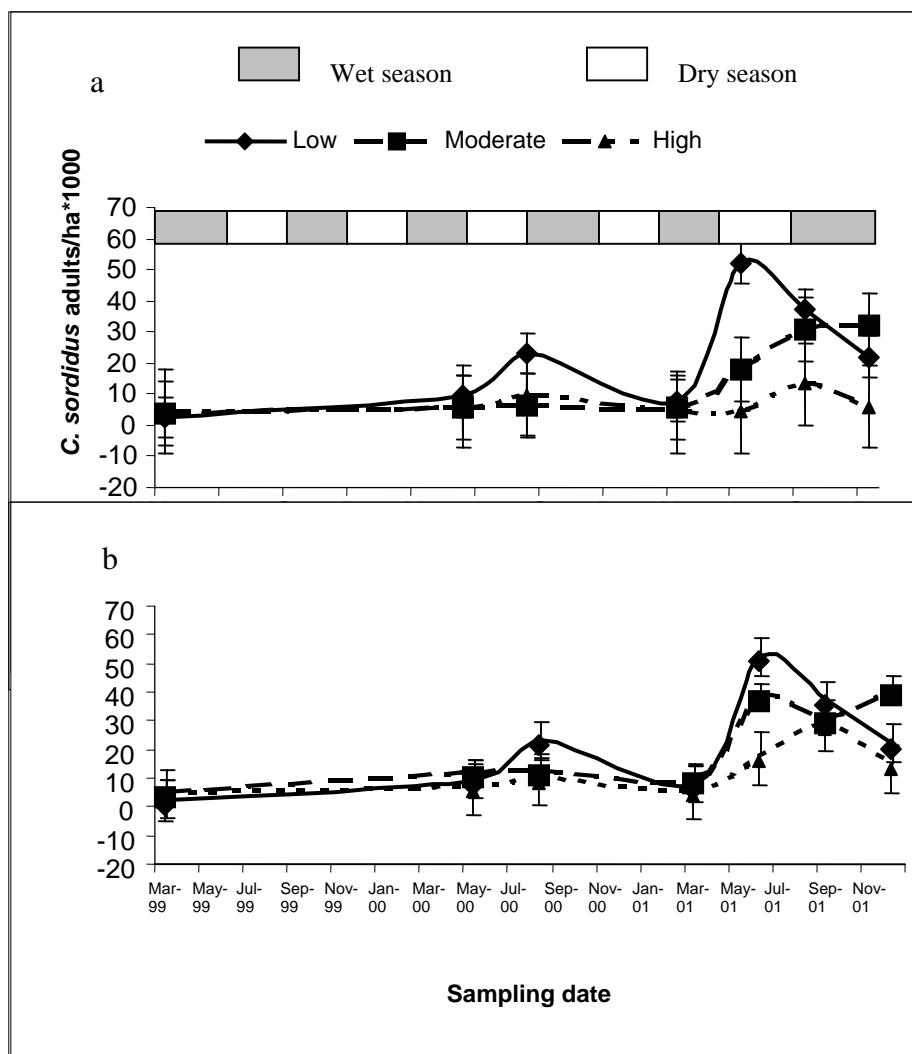 a
Wet season Dry season
Low Moderate High
C. sordidus adults/ha*1000
70
60
50
40
30
20
10
0
-10
-20
b
70
60
50
40
30
20
10
0
-10
-20
Mar-99 May-99 Jul-99 Sep-99 Nov-99 Jan-00 Mar-00 May-00 Jul-00 Sep-00 Nov-00 Jan-01 Mar-01 May-01 Jul-01 Sep-01 Nov-01
Sampling date